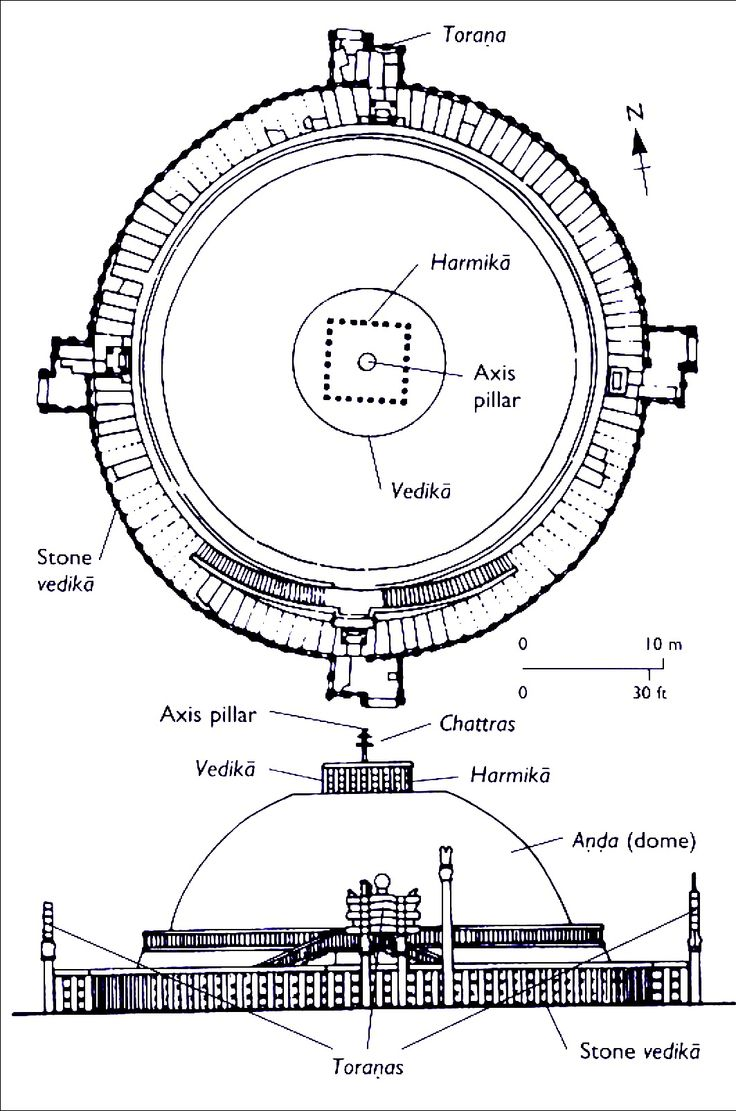 Toraṇa
N
Harmikā
Axis
pillar
Vedikā
Stone
vedikā
0 10 m
0 30 ft
Axis pillar
Chattras
Vedikā
Harmikā
Aṇḍa (dome)
Toraṇas
Stone vedikā